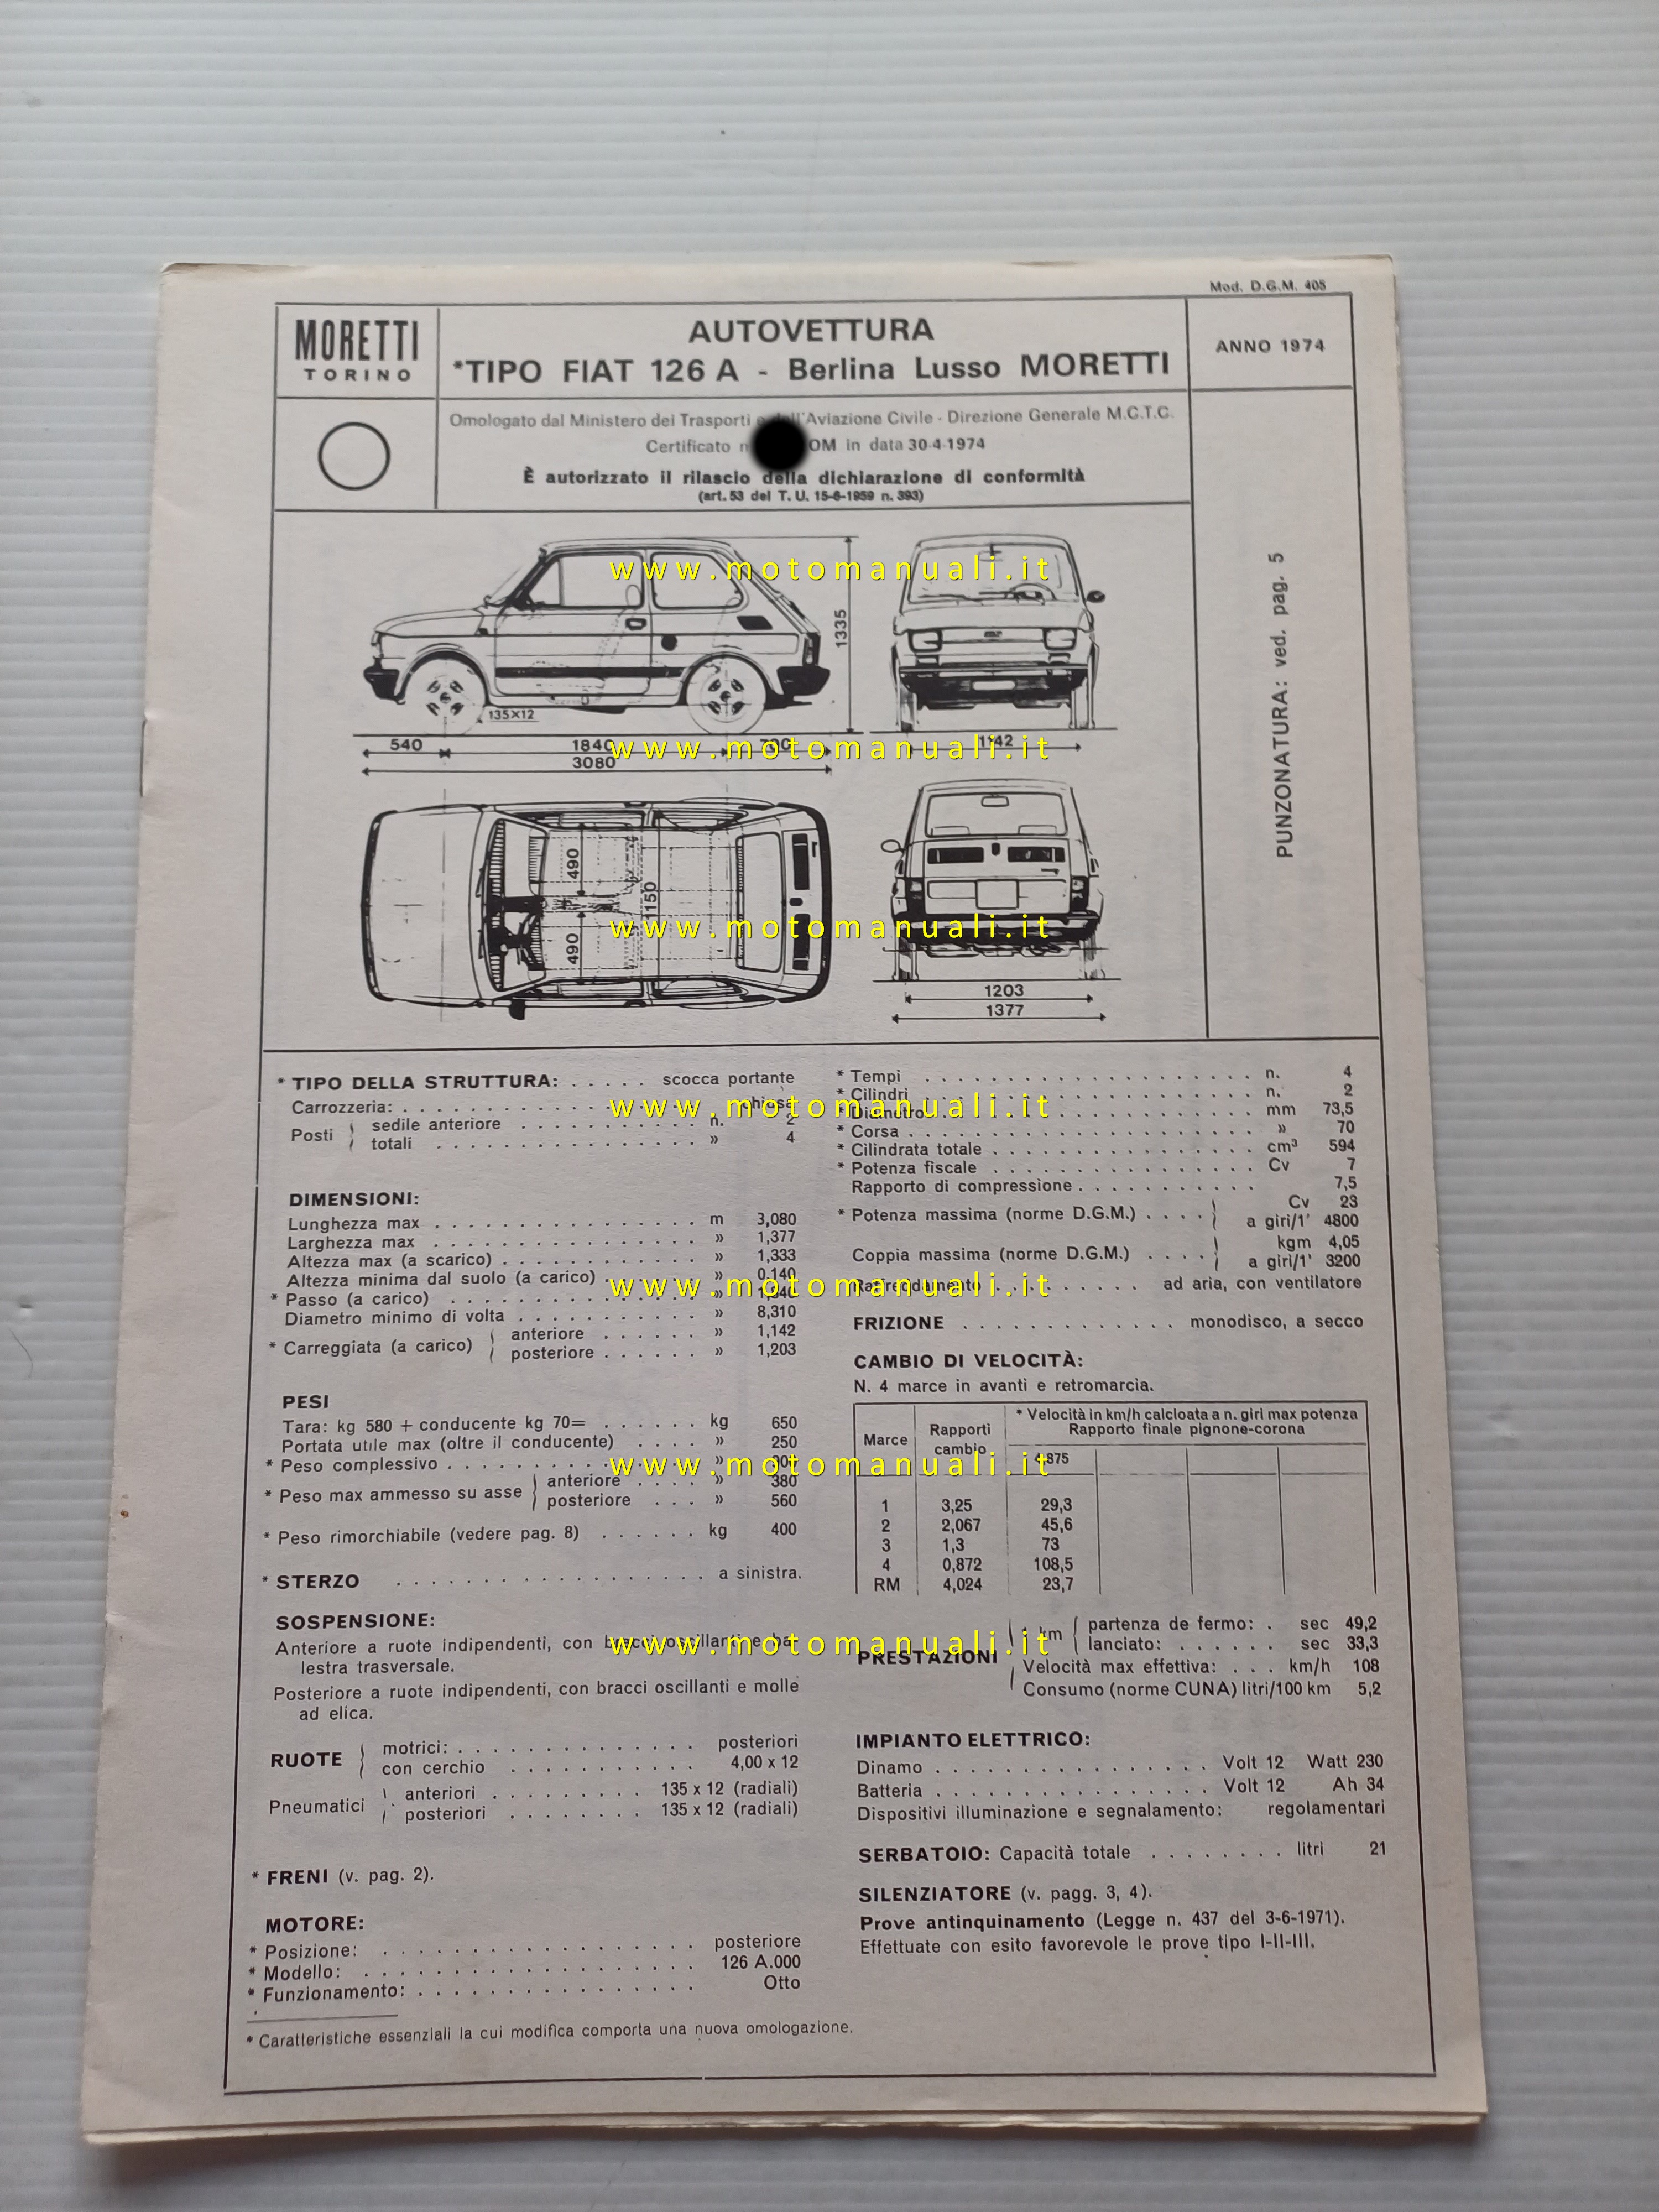 Mod. D.G.M. 405
MORETTI
TORINO
AUTOVETTURA
*TIPO FIAT 126 A - Berlina Lusso MORETTI
ANNO 1974
Omologato dal Ministero dei Trasporti e dell'Aviazione Civile - Direzione Generale M.C.T.C.
Certificato OM in data 30-4-1974
È autorizzato il rilascio della dichiarazione di conformità
(art. 53 del T. U. 15-6-1959 n. 393)
PUNZONATURA: ved. pag. 5
www.motomanuali.it
1335
135×12
540 1840
1142
www.motomanuali.it
3080
490
1150
490
www.motomanuali.it
1203
1377
* TIPO DELLA STRUTTURA: . . . . . scocca portante
Carrozzeria: . . . . . . . . . . . . . chiusa
www.motomanuali.it
Posti { sedile anteriore . . . . . . . . . n. 2
totali . . . . . . . . . . . . » 4
DIMENSIONI:
Lunghezza max . . . . . . . . . . . . m 3,080
Larghezza max . . . . . . . . . . . . » 1,377
Altezza max (a scarico) . . . . . . . . » 1,333
Altezza minima dal suolo (a carico) . . . . » 0,140
* Passo (a carico) . . . . . . . . . . . » 1,840
www.motomanuali.it
Diametro minimo di volta . . . . . . . . » 8,310
* Carreggiata (a carico) { anteriore . . . . . » 1,142
posteriore . . . . . » 1,203
PESI
Tara: kg 580 + conducente kg 70= . . . . . kg 650
Portata utile max (oltre il conducente) . . . . » 250
* Peso complessivo . . . . . . . . . . . »
www.motomanuali.it
* Peso max ammesso su asse { anteriore . . . . » 380
posteriore . . . » 560
* Peso rimorchiabile (vedere pag. 8) . . . . . . kg 400
* STERZO . . . . . . . . . . . . a sinistra.
SOSPENSIONE:
Anteriore a ruote indipendenti, con bracci oscillanti e ba-
www.motomanuali.it
lestra trasversale.
Posteriore a ruote indipendenti, con bracci oscillanti e molle
ad elica.
RUOTE { motrici: . . . . . . . . . . . posteriori
con cerchio . . . . . . . . . . 4,00 x 12
Pneumatici { anteriori . . . . . . . . 135 x 12 (radiali)
posteriori . . . . . . . . 135 x 12 (radiali)
* FRENI (v. pag. 2).
MOTORE:
* Posizione: . . . . . . . . . . . . . posteriore
* Modello: . . . . . . . . . . . . . . 126 A.000
* Funzionamento: . . . . . . . . . . . . Otto
* Tempi . . . . . . . . . . . . . . . n. 4
* Cilindri . . . . . . . . . . . . . . n. 2
* Diametro . . . . . . . . . . . . . . mm 73,5
* Corsa . . . . . . . . . . . . . . . » 70
* Cilindrata totale . . . . . . . . . . . cm³ 594
* Potenza fiscale . . . . . . . . . . . . Cv 7
Rapporto di compressione . . . . . . . . . . 7,5
* Potenza massima (norme D.G.M.) . . . . { Cv 23
a giri/1' 4800
Coppia massima (norme D.G.M.) . . . . { kgm 4,05
a giri/1' 3200
Raffreddamento . . . . . . . ad aria, con ventilatore
FRIZIONE . . . . . . . . . . . . monodisco, a secco
CAMBIO DI VELOCITÀ:
N. 4 marce in avanti e retromarcia.
Marce Rapporti cambio * Velocità in km/h calcloata a n. giri max potenza
Rapporto finale pignone-corona
4,875
1 3,25 29,3
2 2,067 45,6
3 1,3 73
4 0,872 108,5
RM 4,024 23,7
PRESTAZIONI { 1 km { partenza de fermo: . sec 49,2
lanciato: . . . . . . sec 33,3
Velocità max effettiva: . . . km/h 108
Consumo (norme CUNA) litri/100 km 5,2
IMPIANTO ELETTRICO:
Dinamo . . . . . . . . . . . . . Volt 12 Watt 230
Batteria . . . . . . . . . . . . . Volt 12 Ah 34
Dispositivi illuminazione e segnalamento: regolamentari
SERBATOIO: Capacità totale . . . . . . . . litri 21
SILENZIATORE (v. pagg. 3, 4).
Prove antinquinamento (Legge n. 437 del 3-6-1971).
Effettuate con esito favorevole le prove tipo I-II-III.
* Caratteristiche essenziali la cui modifica comporta una nuova omologazione.